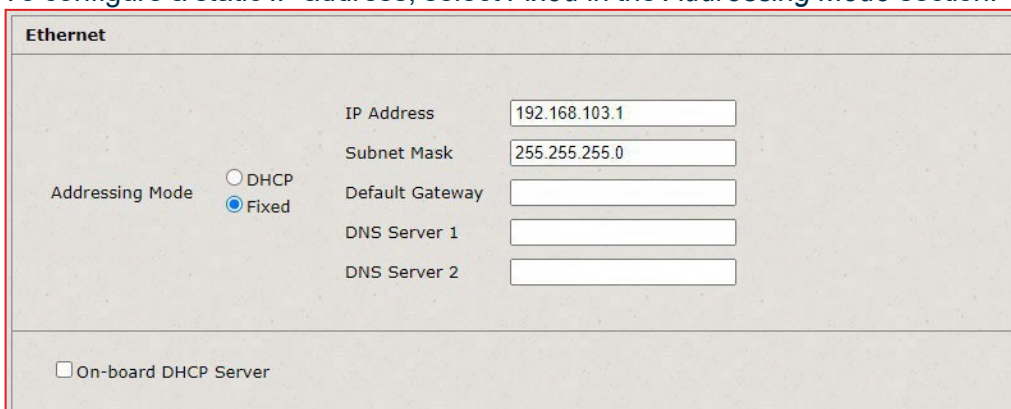 To configure a static IP address, select Fixed in the Addressing Mode section.
Ethernet
IP Address 192.168.103.1
Subnet Mask 255.255.255.0
Addressing Mode
DHCP
Fixed
Default Gateway
DNS Server 1
DNS Server 2
On-board DHCP Server